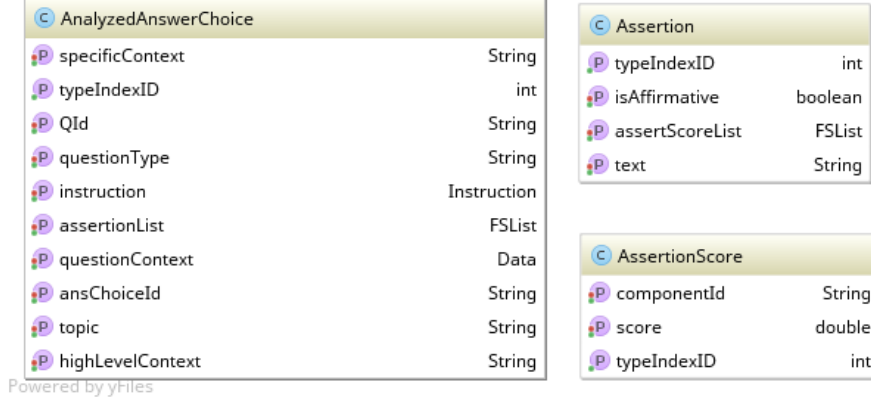 C AnalyzedAnswerChoice
P specificContext String
P typeIndexID int
P QId String
P questionType String
P instruction Instruction
P assertionList FSList
P questionContext Data
P ansChoiceId String
P topic String
P highLevelContext String
Powered by yFiles
C Assertion
P typeIndexID int
P isAffirmative boolean
P assertScoreList FSList
P text String
C AssertionScore
P componentId String
P score double
P typeIndexID int